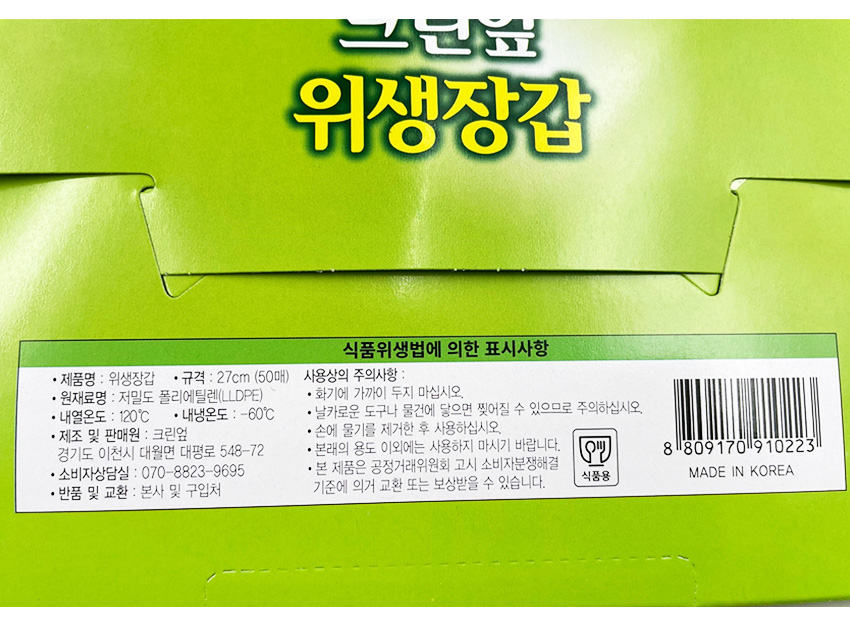 크린잎
위생장갑
식품위생법에 의한 표시사항
• 제품명 : 위생장갑 • 규격 : 27cm (50매)
• 원재료명 : 저밀도 폴리에틸렌(LLDPE)
• 내열온도 : 120℃ • 내냉온도 : -60℃
• 제조 및 판매원 : 크린잎
경기도 이천시 대월면 대평로 548-72
• 소비자상담실 : 070-8823-9695
• 반품 및 교환 : 본사 및 구입처
사용상의 주의사항 :
• 화기에 가까이 두지 마십시오.
• 날카로운 도구나 물건에 닿으면 찢어질 수 있으므로 주의하십시오.
• 손에 물기를 제거한 후 사용하십시오.
• 본래의 용도 이외에는 사용하지 마시기 바랍니다.
• 본 제품은 공정거래위원회 고시 소비자분쟁해결
기준에 의거 교환 또는 보상받을 수 있습니다.
식품용
8 809170 910223
MADE IN KOREA